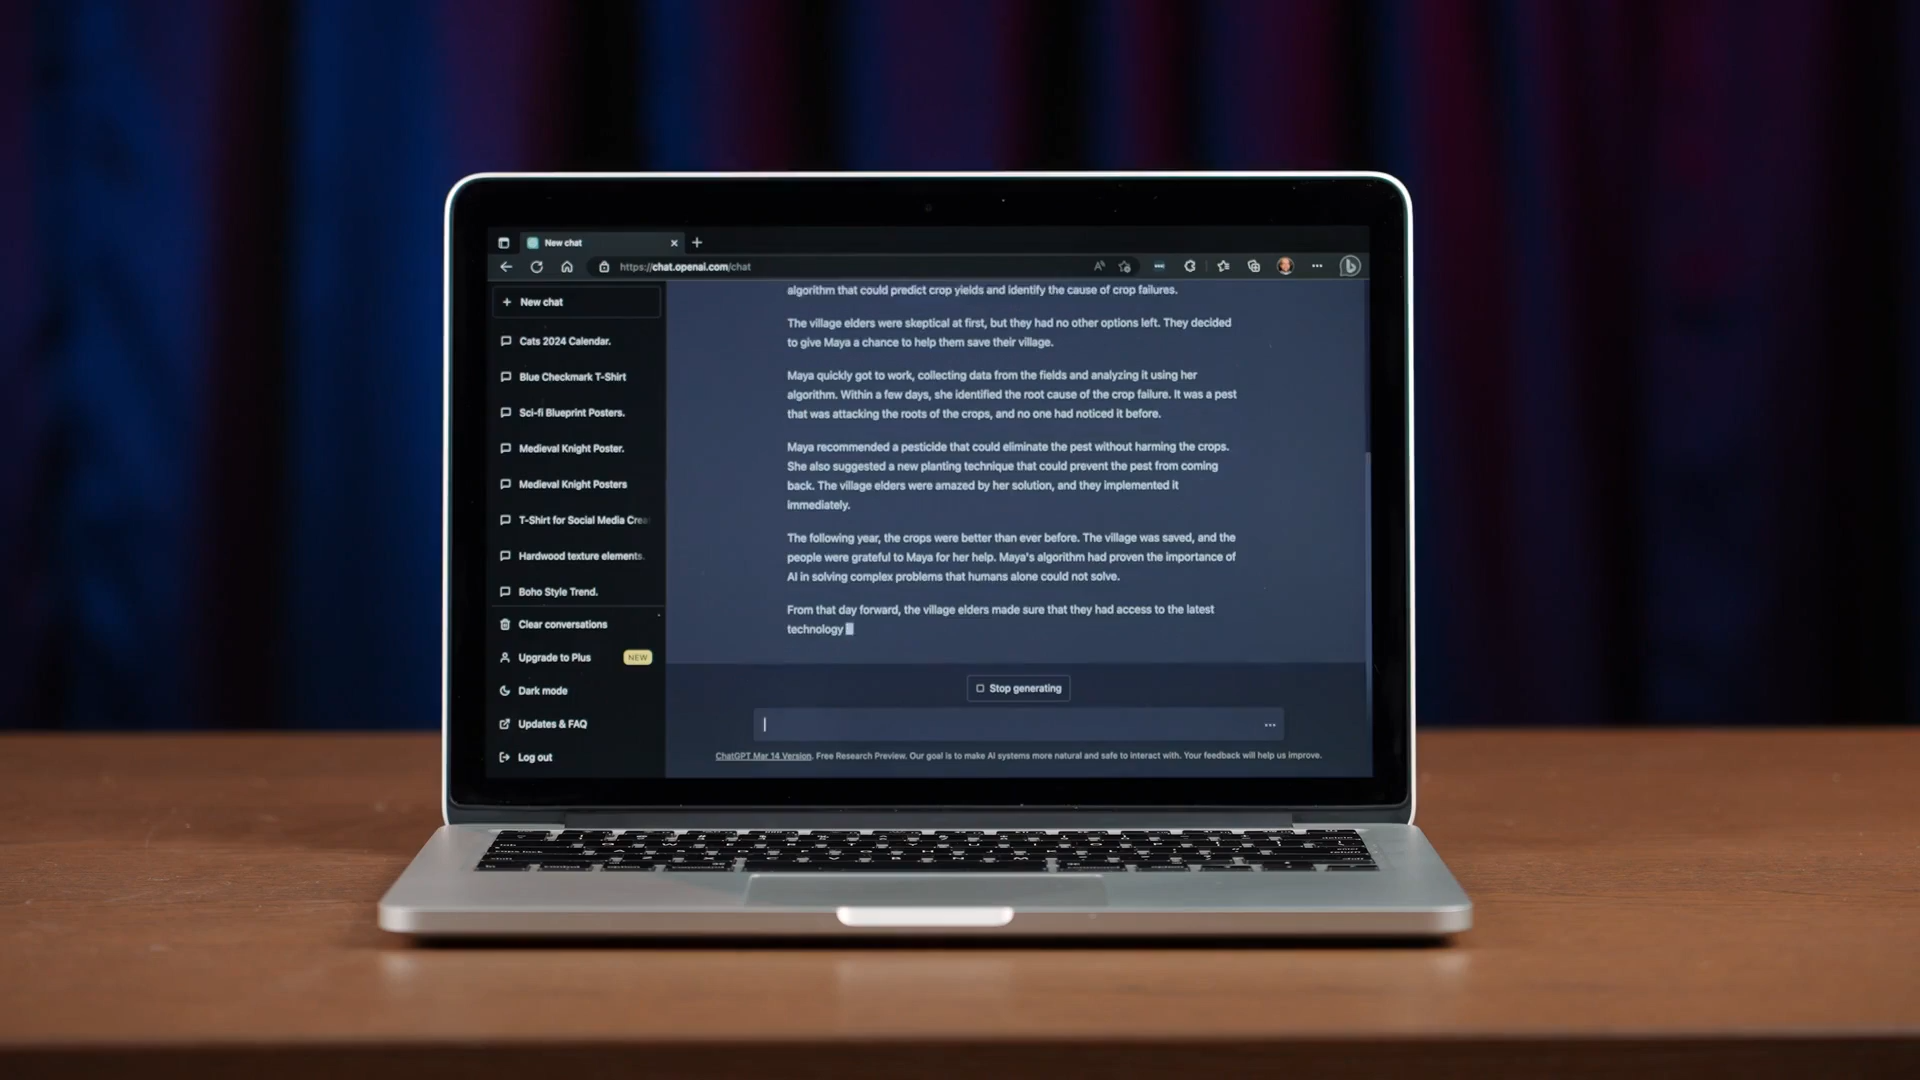 New chat
https://chat.openai.com/chat
New chat
Cats 2024 Calendar.
Blue Checkmark T-Shirt
Sci-fi Blueprint Posters.
Medieval Knight Poster.
Medieval Knight Posters
T-Shirt for Social Media Crea
Hardwood texture elements.
Boho Style Trend.
Clear conversations
Upgrade to Plus NEW
Dark mode
Updates & FAQ
Log out
algorithm that could predict crop yields and identify the cause of crop failures.
The village elders were skeptical at first, but they had no other options left. They decided
to give Maya a chance to help them save their village.
Maya quickly got to work, collecting data from the fields and analyzing it using her
algorithm. Within a few days, she identified the root cause of the crop failure. It was a pest
that was attacking the roots of the crops, and no one had noticed it before.
Maya recommended a pesticide that could eliminate the pest without harming the crops.
She also suggested a new planting technique that could prevent the pest from coming
back. The village elders were amazed by her solution, and they implemented it
immediately.
The following year, the crops were better than ever before. The village was saved, and the
people were grateful to Maya for her help. Maya's algorithm had proven the importance of
AI in solving complex problems that humans alone could not solve.
From that day forward, the village elders made sure that they had access to the latest
technology
Stop generating
ChatGPT Mar 14 Version. Free Research Preview. Our goal is to make AI systems more natural and safe to interact with. Your feedback will help us improve.